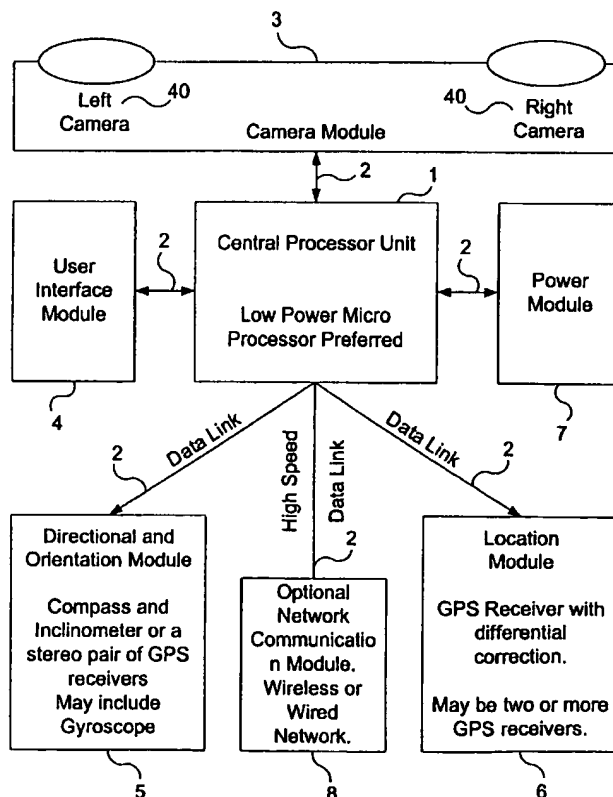 3
Left
Camera
40
40
Right
Camera
Camera Module
2
1
User
Interface
Module
2
Central Processor Unit
Low Power Micro
Processor Preferred
2
Power
Module
4
7
2
Data Link
High Speed
Data Link
2
Data Link
2
Directional and
Orientation Module
Compass and
Inclinometer or a
stereo pair of GPS
receivers
May include
Gyroscope
Optional
Network
Communicatio
n Module.
Wireless or
Wired
Network.
Location
Module
GPS Receiver with
differential
correction.
May be two or more
GPS receivers.
5
8
6